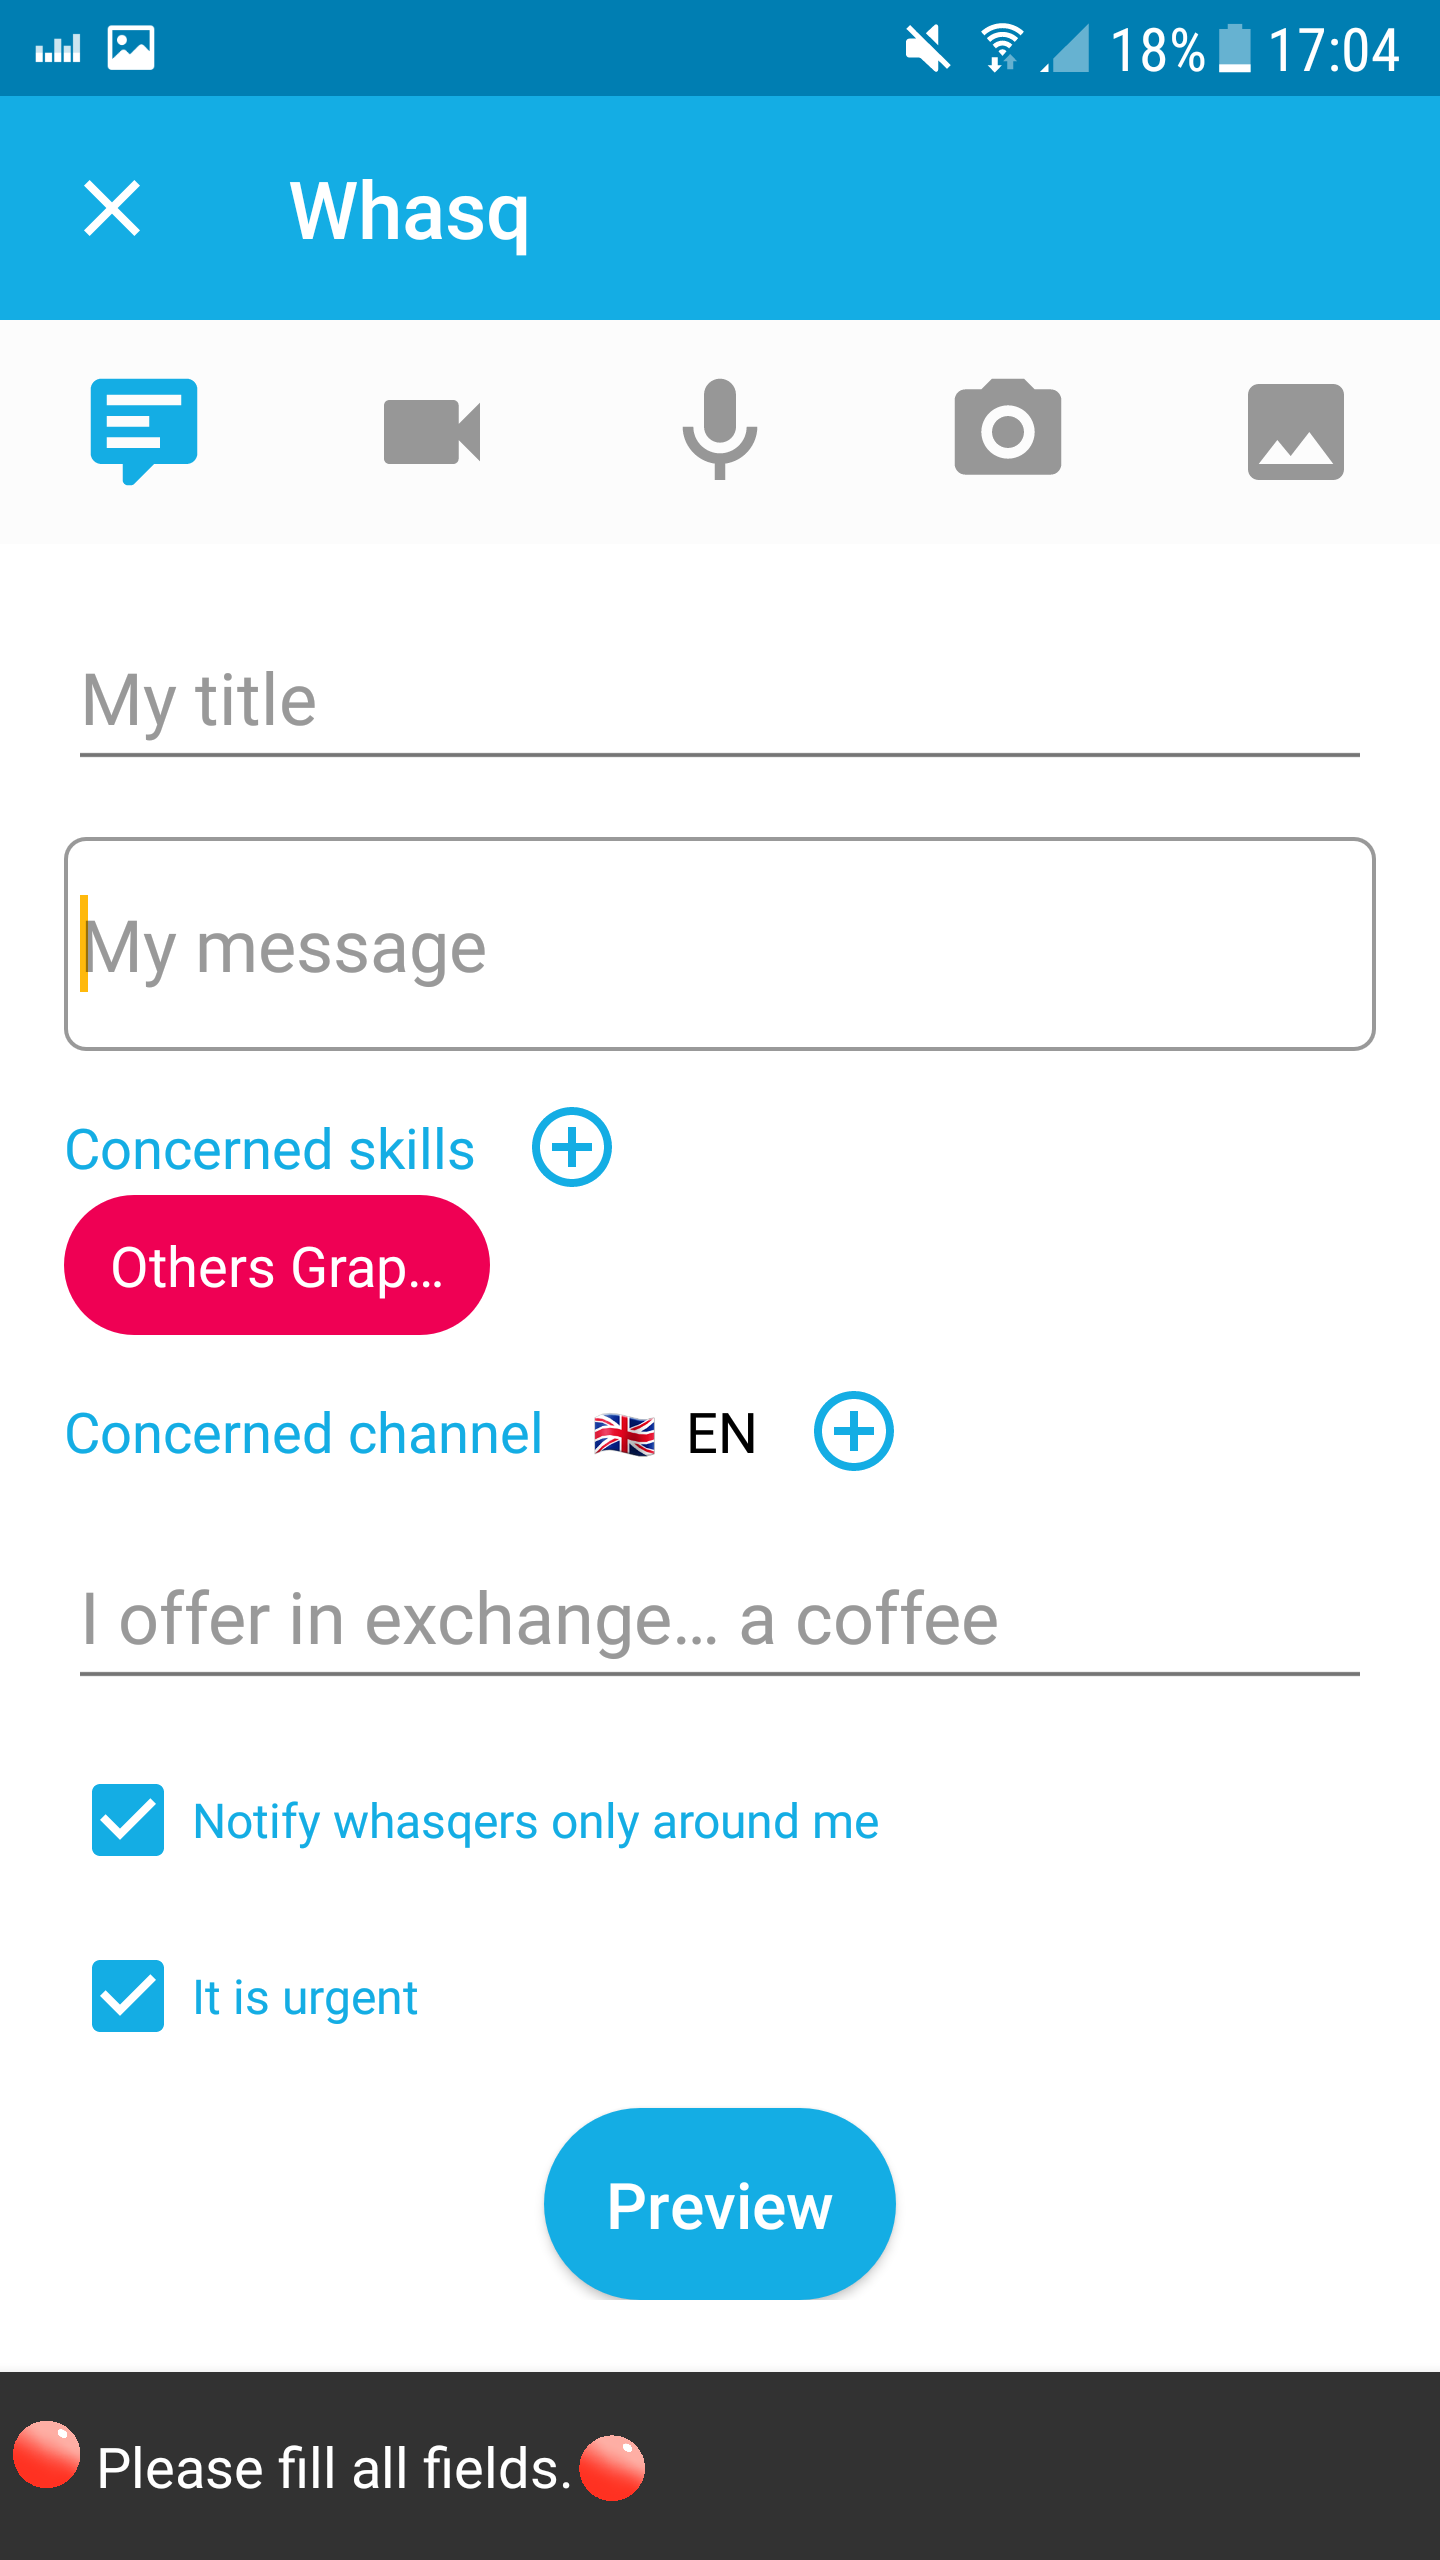 18% 17:04
Whasq
My title
My message
Concerned skills
Others Grap...
Concerned channel 🇬🇧 EN
I offer in exchange... a coffee
Notify whasqers only around me
It is urgent
Preview
Please fill all fields.